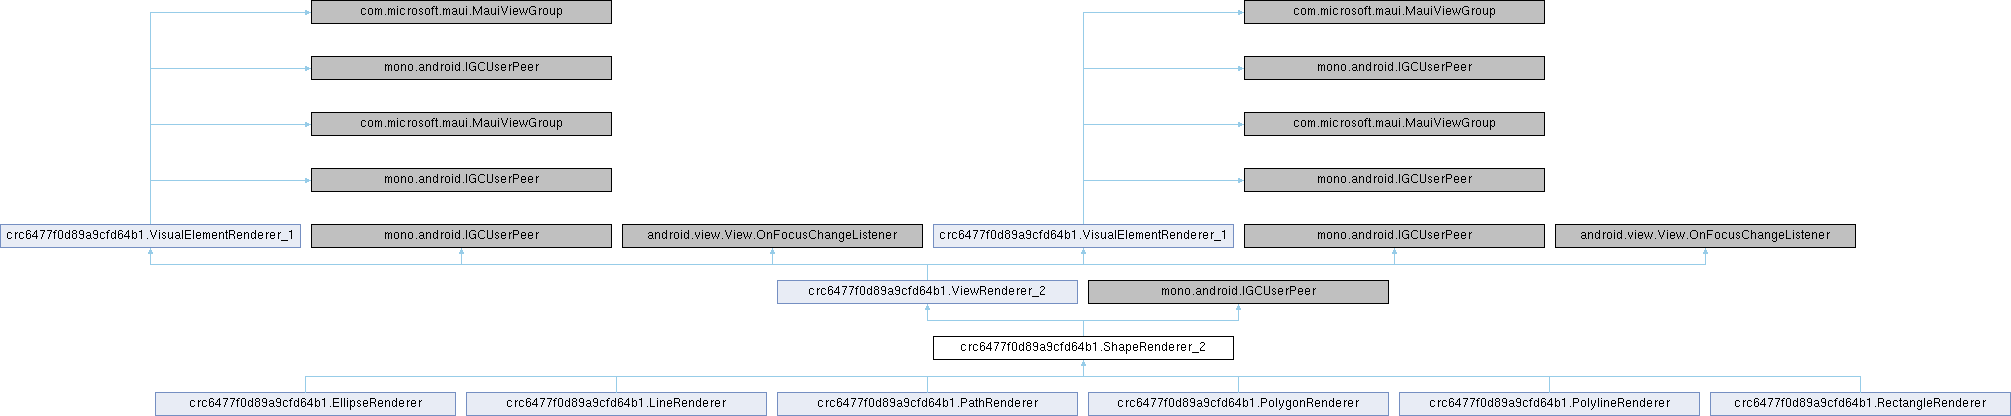 com.microsoft.maui.MauiViewGroup com.microsoft.maui.MauiViewGroup
mono.android.IGCUserPeer mono.android.IGCUserPeer
com.microsoft.maui.MauiViewGroup com.microsoft.maui.MauiViewGroup
mono.android.IGCUserPeer mono.android.IGCUserPeer
crc6477f0d89a9cfd64b1.VisualElementRenderer_1 mono.android.IGCUserPeer android.view.View.OnFocusChangeListener crc6477f0d89a9cfd64b1.VisualElementRenderer_1 mono.android.IGCUserPeer android.view.View.OnFocusChangeListener
crc6477f0d89a9cfd64b1.ViewRenderer_2 mono.android.IGCUserPeer
crc6477f0d89a9cfd64b1.ShapeRenderer_2
crc6477f0d89a9cfd64b1.EllipseRenderer crc6477f0d89a9cfd64b1.LineRenderer crc6477f0d89a9cfd64b1.PathRenderer crc6477f0d89a9cfd64b1.PolygonRenderer crc6477f0d89a9cfd64b1.PolylineRenderer crc6477f0d89a9cfd64b1.RectangleRenderer